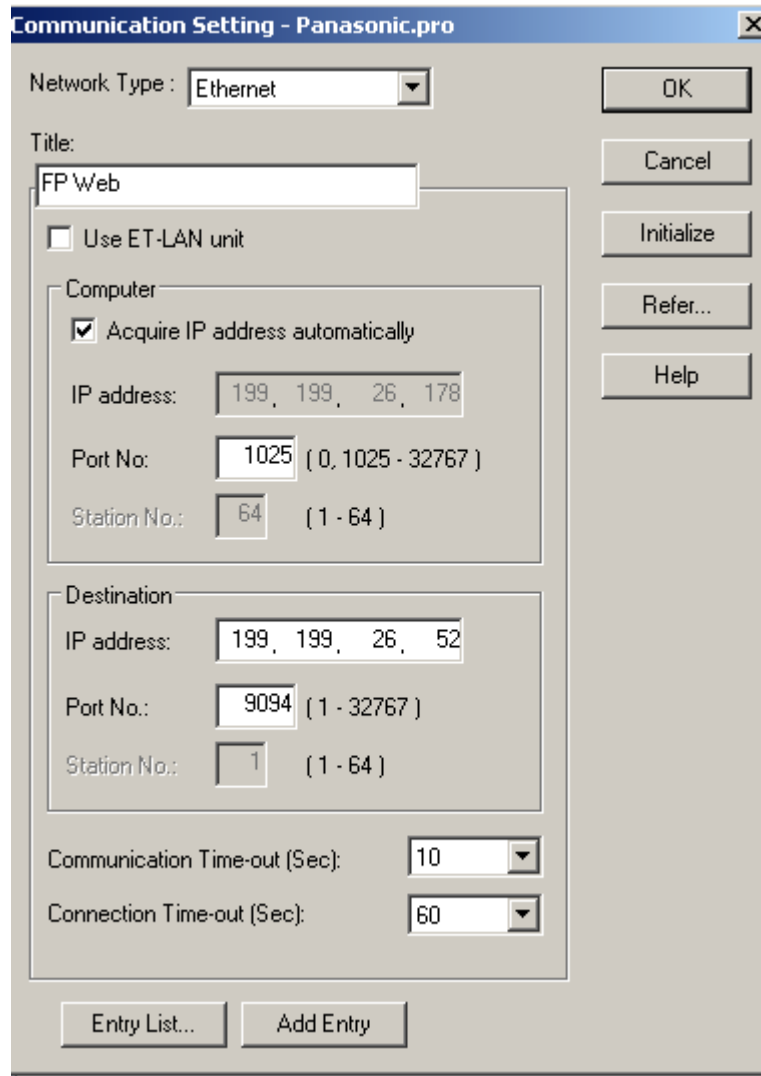 Communication Setting - Panasonic.pro
Network Type : Ethernet
OK
Title:
FP Web
Cancel
Use ET-LAN unit
Initialize
Computer
Acquire IP address automatically
Refer...
IP address: 199, 199, 26, 178
Help
Port No: 1025 ( 0, 1025 - 32767 )
Station No.: 64 ( 1 - 64 )
Destination
IP address: 199, 199, 26, 52
Port No.: 9094 ( 1 - 32767 )
Station No.: 1 ( 1 - 64 )
Communication Time-out (Sec): 10
Connection Time-out (Sec): 60
Entry List... Add Entry